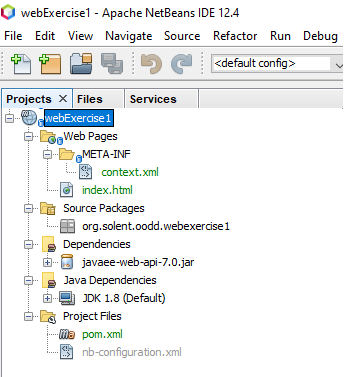 webExercise1 - Apache NetBeans IDE 12.4
File Edit View Navigate Source Refactor Run Debug
<default config>
Projects Files Services
webExercise1
Web Pages
META-INF
context.xml
index.html
Source Packages
org.solent.oodd.webexercise1
Dependencies
javaee-web-api-7.0.jar
Java Dependencies
JDK 1.8 (Default)
Project Files
pom.xml
nb-configuration.xml